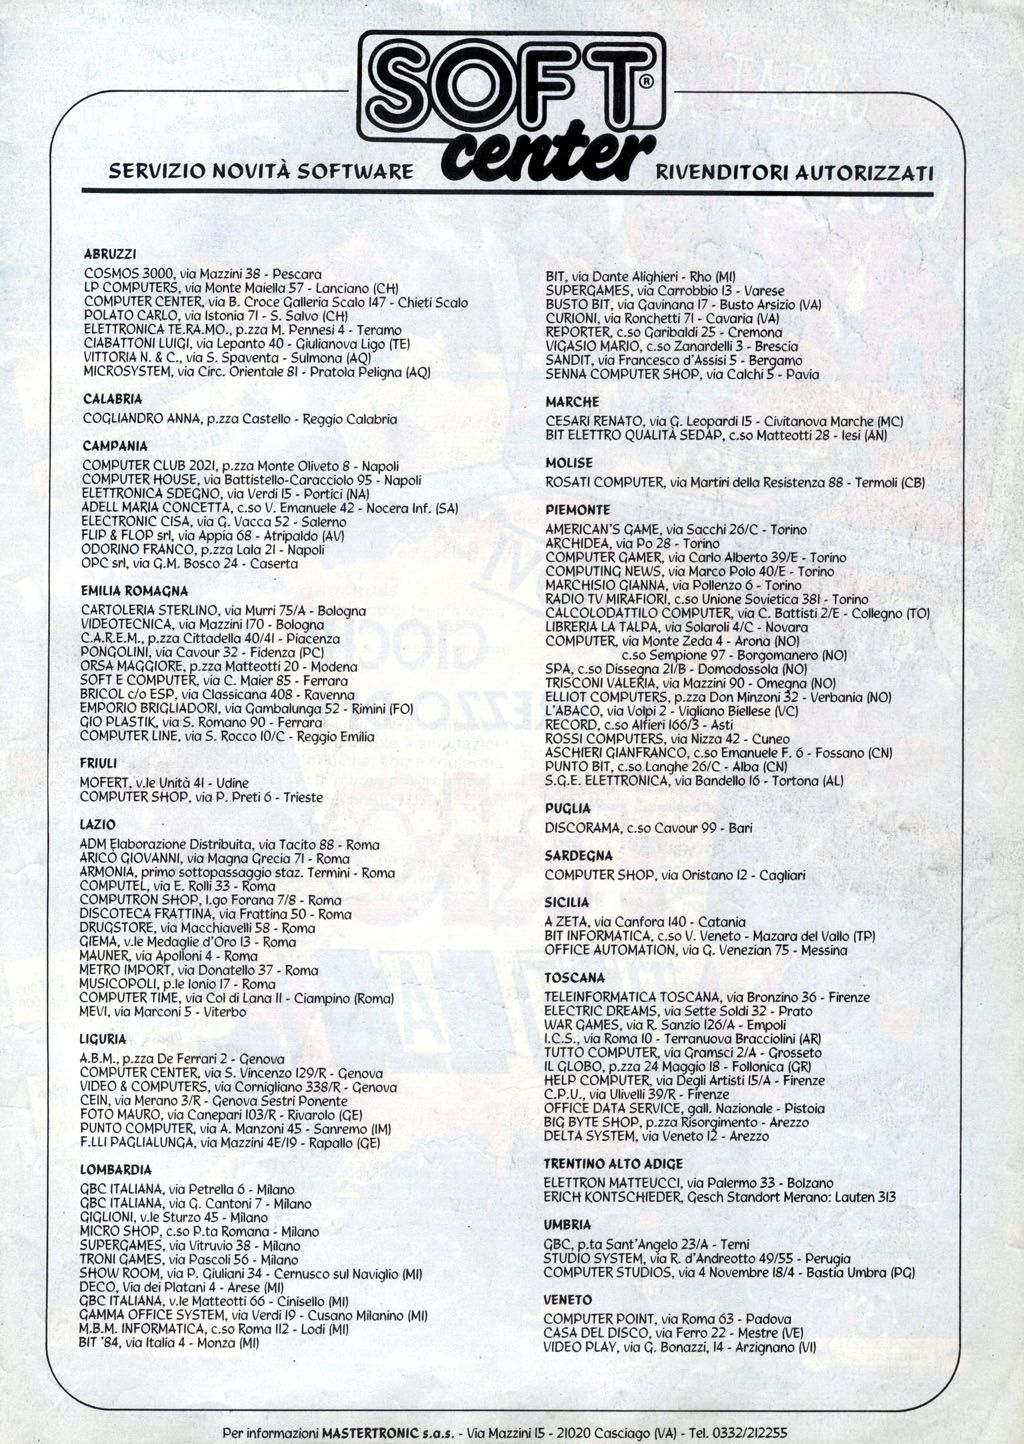 SOFT®
center
SERVIZIO NOVITÀ SOFTWARE
RIVENDITORI AUTORIZZATI
ABRUZZI
COSMOS 3000, via Mazzini 38 - Pescara
LP COMPUTERS, via Monte Maiella 57 - Lanciano (CH)
COMPUTER CENTER, via B. Croce Galleria Scalo 147 - Chieti Scalo
POLATO CARLO, via Istonia 71 - S. Salvo (CH)
ELETTRONICA TE.RA.MO., p.zza M. Pennesi 4 - Teramo
CIABATTONI LUIGI, via Lepanto 40 - Giulianova Ligo (TE)
VITTORIA N. & C., via S. Spaventa - Sulmona (AQ)
MICROSYSTEM, via Circ. Orientale 81 - Pratola Peligna (AQ)
CALABRIA
COGLIANDRO ANNA, p.zza Castello - Reggio Calabria
CAMPANIA
COMPUTER CLUB 2021, p.zza Monte Oliveto 8 - Napoli
COMPUTER HOUSE, via Battistello-Caracciolo 95 - Napoli
ELETTRONICA SDEGNO, via Verdi 15 - Portici (NA)
ADELL MARIA CONCETTA, c.so V. Emanuele 42 - Nocera Inf. (SA)
ELECTRONIC CISA, via G. Vacca 52 - Salerno
FLIP & FLOP srl, via Appia 68 - Atripaldo (AV)
ODORINO FRANCO, p.zza Lala 21 - Napoli
OPC srl, via G.M. Bosco 24 - Caserta
EMILIA ROMAGNA
CARTOLERIA STERLINO, via Murri 75/A - Bologna
VIDEOTECNICA, via Mazzini 170 - Bologna
C.A.R.E.M., p.zza Cittadella 40/41 - Piacenza
PONGOLINI, via Cavour 32 - Fidenza (PC)
ORSA MAGGIORE, p.zza Matteotti 20 - Modena
SOFT E COMPUTER, via C. Maier 85 - Ferrara
BRICOL c/o ESP, via Classicana 408 - Ravenna
EMPORIO BRIGLIADORI, via Gambalunga 52 - Rimini (FO)
GIO PLASTIK, via S. Romano 90 - Ferrara
COMPUTER LINE, via S. Rocco 10/C - Reggio Emilia
FRIULI
MOFERT, v.le Unità 41 - Udine
COMPUTER SHOP, via P. Preti 6 - Trieste
LAZIO
ADM Elaborazione Distribuita, via Tacito 88 - Roma
ARICÒ GIOVANNI, via Magna Grecia 71 - Roma
ARMONIA, primo sottopassaggio staz. Termini - Roma
COMPUTEL, via E. Rolli 33 - Roma
COMPUTRON SHOP, l.go Forana 7/8 - Roma
DISCOTECA FRATTINA, via Frattina 50 - Roma
DRUGSTORE, via Macchiavelli 58 - Roma
GIEMA, v.le Medaglie d'Oro 13 - Roma
MAUNER, via Apolloni 4 - Roma
METRO IMPORT, via Donatello 37 - Roma
MUSICOPOLI, p.le Ionio 17 - Roma
COMPUTER TIME, via Col di Lana 11 - Ciampino (Roma)
MEVI, via Marconi 5 - Viterbo
LIGURIA
A.B.M., p.zza De Ferrari 2 - Genova
COMPUTER CENTER, via S. Vincenzo 129/R - Genova
VIDEO & COMPUTERS, via Cornigliano 338/R - Genova
CEIN, via Merano 3/R - Genova Sestri Ponente
FOTO MAURO, via Canepari 103/R - Rivarolo (GE)
PUNTO COMPUTER, via A. Manzoni 45 - Sanremo (IM)
F.LLI PAGLIALUNGA, via Mazzini 4E/19 - Rapallo (GE)
LOMBARDIA
GBC ITALIANA, via Petrella 6 - Milano
GBC ITALIANA, via G. Cantoni 7 - Milano
GIGLIONI, v.le Sturzo 45 - Milano
MICRO SHOP, c.so P.ta Romana - Milano
SUPERGAMES, via Vitruvio 38 - Milano
TRONI GAMES, via Pascoli 56 - Milano
SHOW ROOM, via P. Giuliani 34 - Cernusco sul Naviglio (MI)
DECO, Via dei Platani 4 - Arese (MI)
GBC ITALIANA, v.le Matteotti 66 - Cinisello (MI)
GAMMA OFFICE SYSTEM, via Verdi 19 - Cusano Milanino (MI)
M.B.M. INFORMATICA, c.so Roma 112 - Lodi (MI)
BIT '84, via Italia 4 - Monza (MI)
BIT, via Dante Alighieri - Rho (MI)
SUPERGAMES, via Carrobbio 13 - Varese
BUSTO BIT, via Gavinana 17 - Busto Arsizio (VA)
CURIONI, via Ronchetti 71 - Cavaria (VA)
REPORTER, c.so Garibaldi 25 - Cremona
VIGASIO MARIO, c.so Zanardelli 3 - Brescia
SANDIT, via Francesco d'Assisi 5 - Bergamo
SENNA COMPUTER SHOP, via Calchi 5 - Pavia
MARCHE
CESARI RENATO, via G. Leopardi 15 - Civitanova Marche (MC)
BIT ELETTRO QUALITÀ SEDAP, c.so Matteotti 28 - Iesi (AN)
MOLISE
ROSATI COMPUTER, via Martiri della Resistenza 88 - Termoli (CB)
PIEMONTE
AMERICAN'S GAME, via Sacchi 26/C - Torino
ARCHIDEA, via Po 28 - Torino
COMPUTER GAMER, via Carlo Alberto 39/E - Torino
COMPUTING NEWS, via Marco Polo 40/E - Torino
MARCHISIO GIANNA, via Pollenzo 6 - Torino
RADIO TV MIRAFIORI, c.so Unione Sovietica 381 - Torino
CALCOLODATTILO COMPUTER, via C. Battisti 2/E - Collegno (TO)
LIBRERIA LA TALPA, via Solaroli 4/C - Novara
COMPUTER, via Monte Zeda 4 - Arona (NO)
c.so Sempione 97 - Borgomanero (NO)
SPA, c.so Dissegna 21/B - Domodossola (NO)
TRISCONI VALERIA, via Mazzini 90 - Omegna (NO)
ELLIOT COMPUTERS, p.zza Don Minzoni 32 - Verbania (NO)
L'ABACO, via Volpi 2 - Vigliano Biellese (VC)
RECORD, c.so Alfieri 166/3 - Asti
ROSSI COMPUTERS, via Nizza 42 - Cuneo
ASCHIERI GIANFRANCO, c.so Emanuele F. 6 - Fossano (CN)
PUNTO BIT, c.so Langhe 26/C - Alba (CN)
S.G.E. ELETTRONICA, via Bandello 16 - Tortona (AL)
PUGLIA
DISCORAMA, c.so Cavour 99 - Bari
SARDEGNA
COMPUTER SHOP, via Oristano 12 - Cagliari
SICILIA
A ZETA, via Canfora 140 - Catania
BIT INFORMATICA, c.so V. Veneto - Mazara del Vallo (TP)
OFFICE AUTOMATION, via G. Venezian 75 - Messina
TOSCANA
TELEINFORMATICA TOSCANA, via Bronzino 36 - Firenze
ELECTRIC DREAMS, via Sette Soldi 32 - Prato
WAR GAMES, via R. Sanzio 126/A - Empoli
I.C.S., via Roma 10 - Terranuova Bracciolini (AR)
TUTTO COMPUTER, via Gramsci 2/A - Grosseto
IL GLOBO, p.zza 24 Maggio 18 - Follonica (GR)
HELP COMPUTER, via Degli Artisti 15/A - Firenze
C.P.U., via Ulivelli 39/R - Firenze
OFFICE DATA SERVICE, gall. Nazionale - Pistoia
BIG BYTE SHOP, p.zza Risorgimento - Arezzo
DELTA SYSTEM, via Veneto 12 - Arezzo
TRENTINO ALTO ADIGE
ELETTRON MATTEUCCI, via Palermo 33 - Bolzano
ERICH KONTSCHIEDER, Gesch Standort Merano: Lauten 313
UMBRIA
GBC, p.ta Sant'Angelo 23/A - Terni
STUDIO SYSTEM, via R. d'Andreotto 49/55 - Perugia
COMPUTER STUDIOS, via 4 Novembre 18/4 - Bastia Umbra (PG)
VENETO
COMPUTER POINT, via Roma 63 - Padova
CASA DEL DISCO, via Ferro 22 - Mestre (VE)
VIDEO PLAY, via G. Bonazzi, 14 - Arzignano (VI)
Per informazioni MASTERTRONIC s.a.s. - Via Mazzini 15 - 21020 Casciago (VA) - Tel. 0332/212255